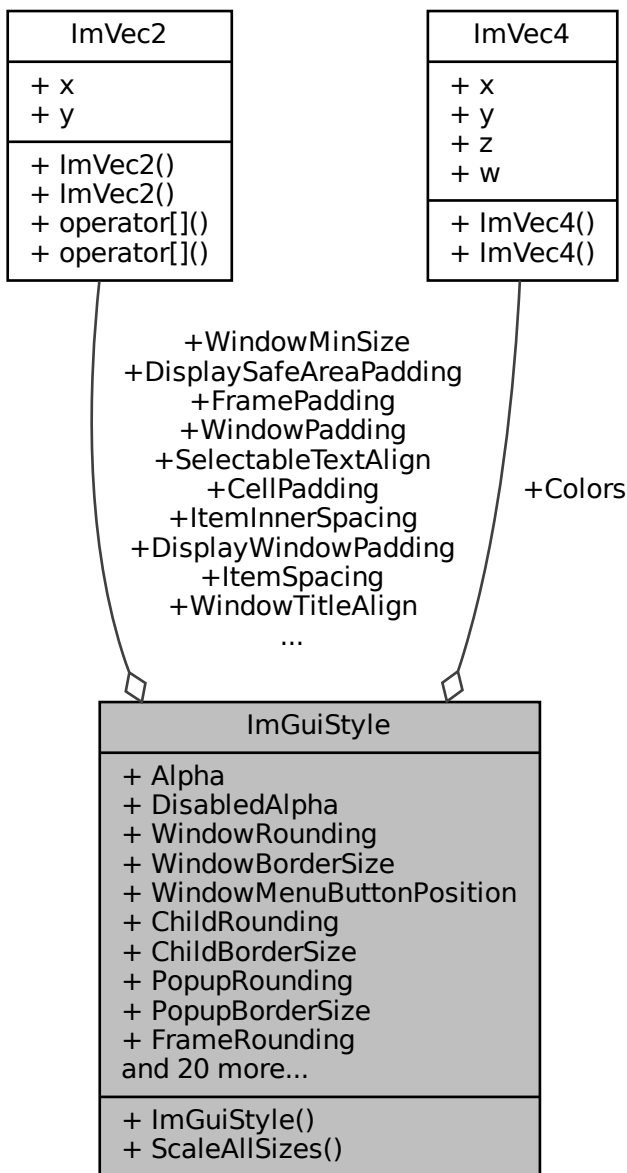 ImVec2
+ x
+ y
+ ImVec2()
+ ImVec2()
+ operator[]()
+ operator[]()
ImVec4
+ x
+ y
+ z
+ w
+ ImVec4()
+ ImVec4()
+WindowMinSize
+DisplaySafeAreaPadding
+FramePadding
+WindowPadding
+SelectableTextAlign
+CellPadding
+ItemInnerSpacing
+DisplayWindowPadding
+ItemSpacing
+WindowTitleAlign
...
+Colors
ImGuiStyle
+ Alpha
+ DisabledAlpha
+ WindowRounding
+ WindowBorderSize
+ WindowMenuButtonPosition
+ ChildRounding
+ ChildBorderSize
+ PopupRounding
+ PopupBorderSize
+ FrameRounding
and 20 more...
+ ImGuiStyle()
+ ScaleAllSizes()